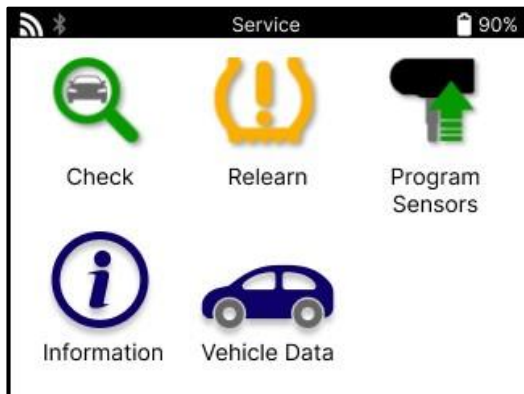 Service
90%
Check
Relearn
Program
Sensors
Information
Vehicle Data